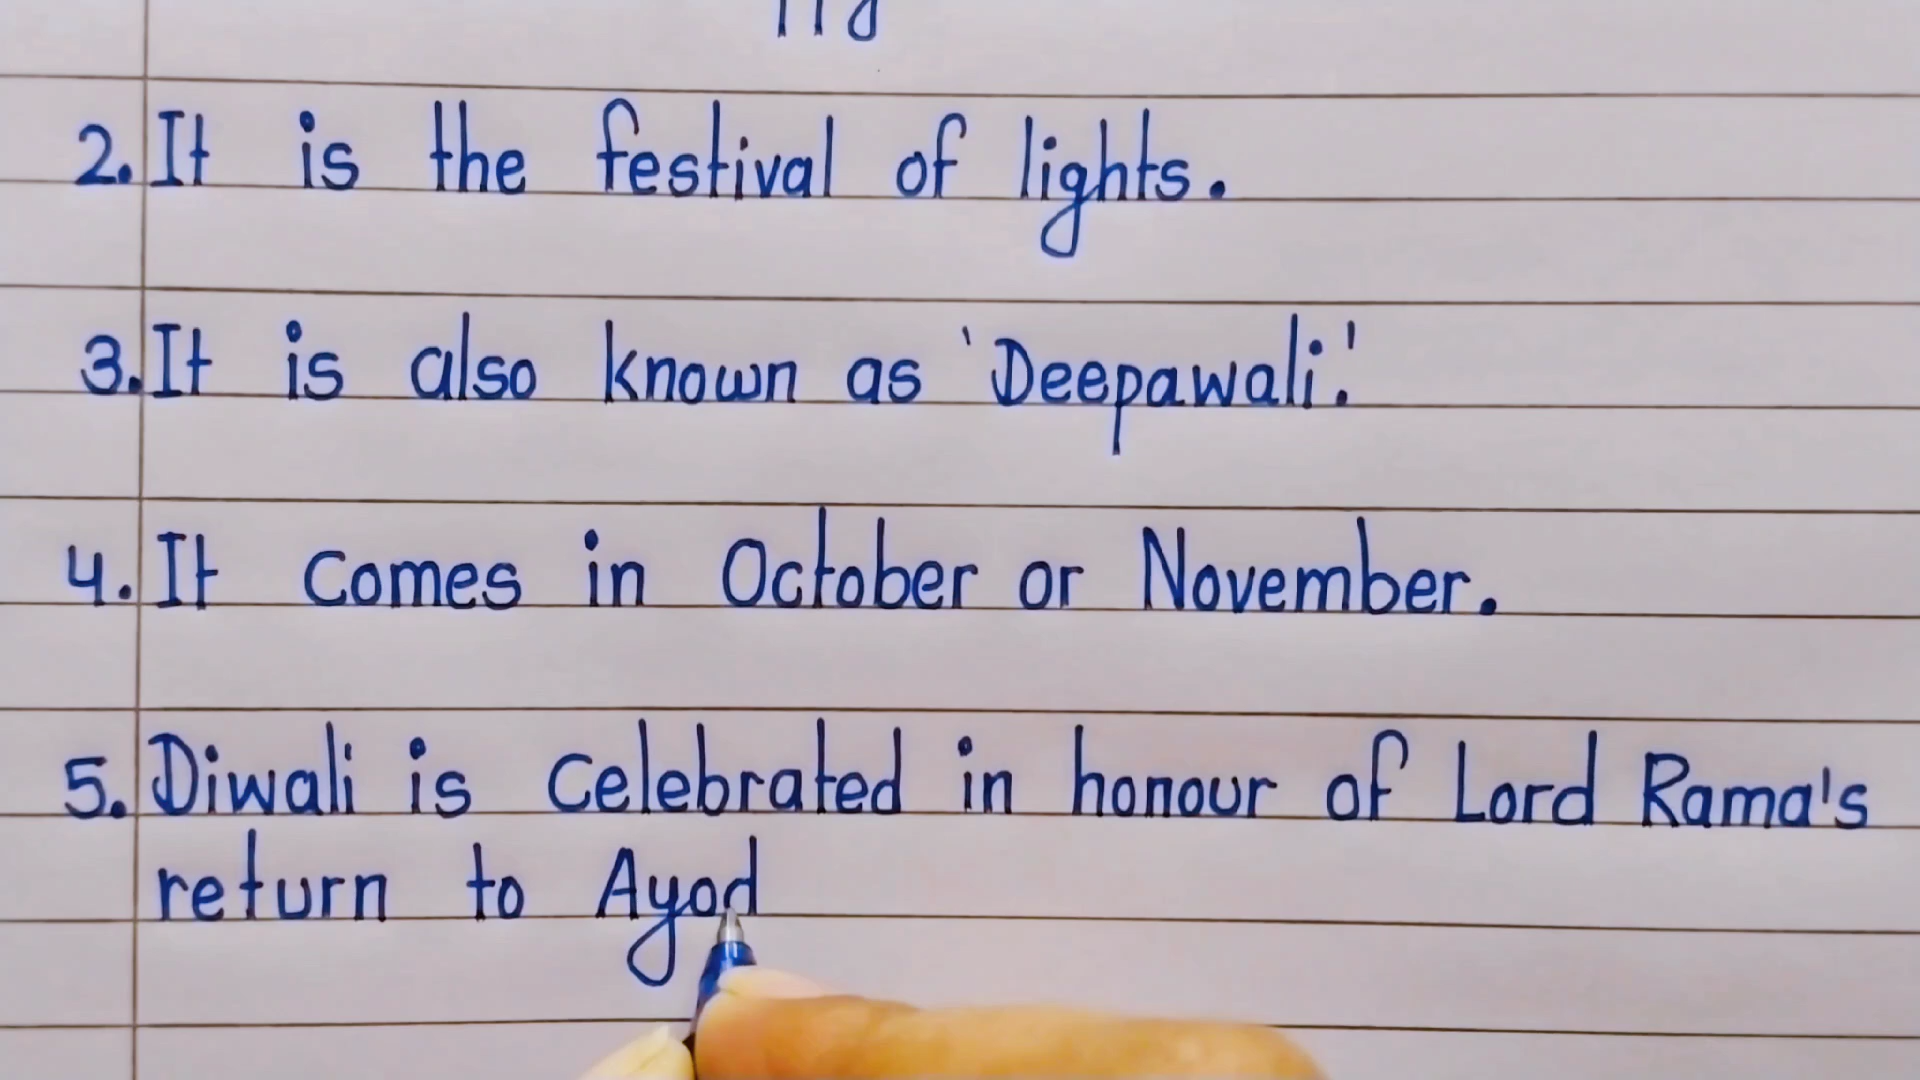 2. It is the festival of lights.
3. It is also known as 'Deepawali.'
4. It comes in October or November.
5. Diwali is celebrated in honour of Lord Rama's
return to Ayod